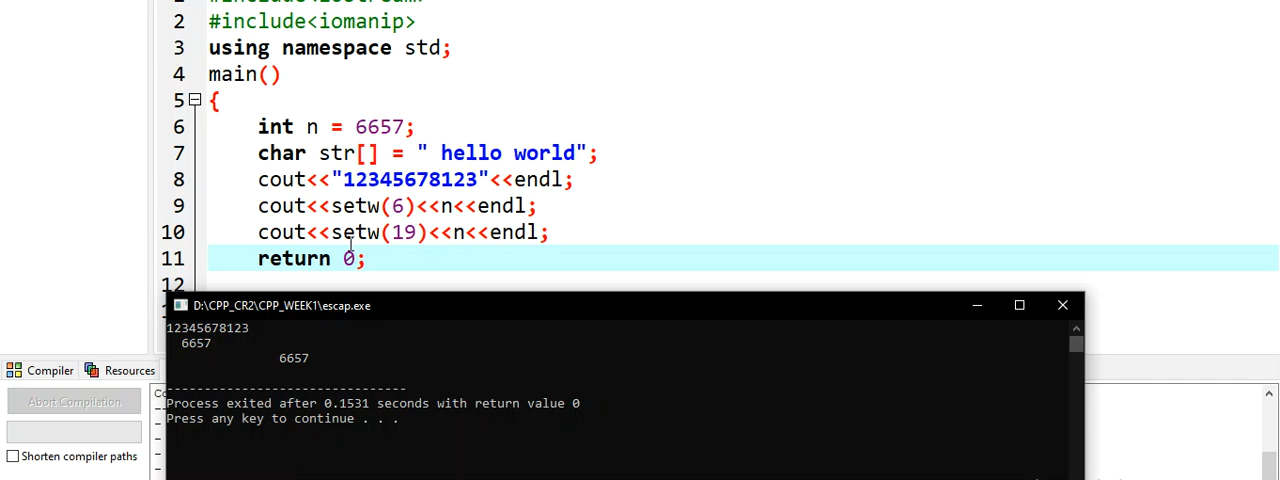 #include<iostream>
2 #include<iomanip>
3 using namespace std;
4 main()
5 {
6 int n = 6657;
7 char str[] = " hello world";
8 cout<<"12345678123"<<endl;
9 cout<<setw(6)<<n<<endl;
10 cout<<setw(19)<<n<<endl;
11 return 0;
12
D:\CPP_CR2\CPP_WEEK1\escap.exe
12345678123
  6657
               6657
--------------------------------
Process exited after 0.1531 seconds with return value 0
Press any key to continue . . .
Compiler Resources
Abort Compilation
Shorten compiler paths